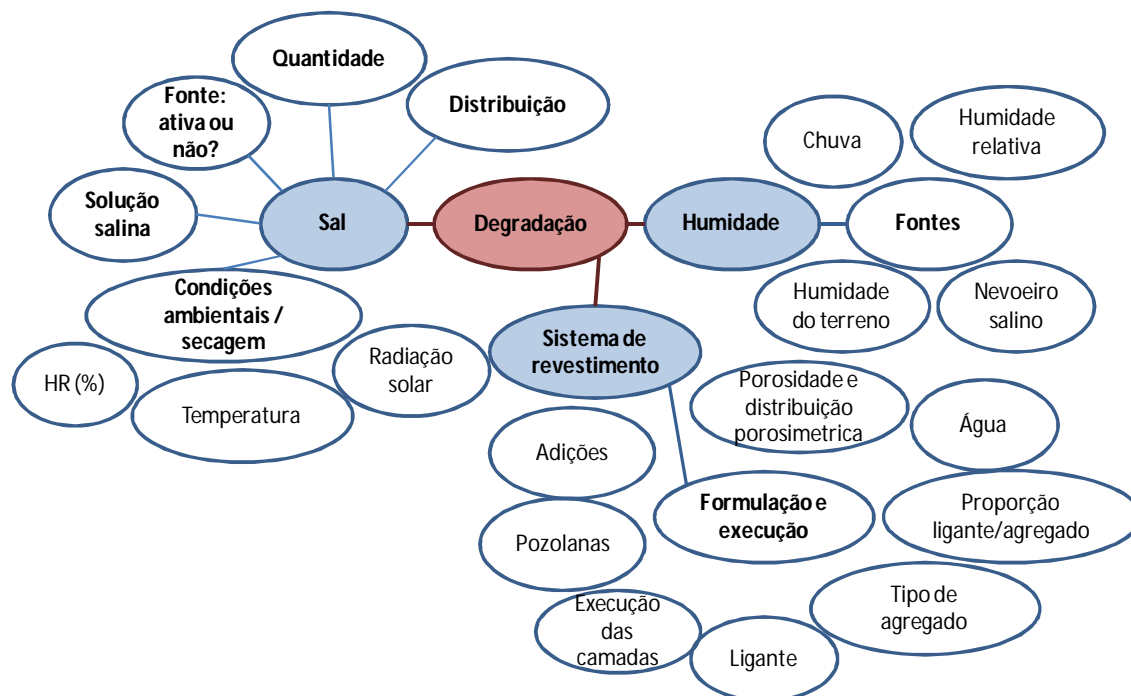 Quantidade
Fonte:
ativa ou
não?
Distribuição
Solução
salina
Sal
Degradação
Humidade
Chuva
Humidade
relativa
Fontes
Humidade
do terreno
Nevoeiro
salino
Condições
ambientais /
secagem
HR (%)
Temperatura
Radiação
solar
Sistema de
revestimento
Porosidade e
distribuição
porosimetrica
Água
Adições
Formulação e
execução
Proporção
ligante/agregado
Pozolanas
Tipo de
agregado
Execução
das
camadas
Ligante